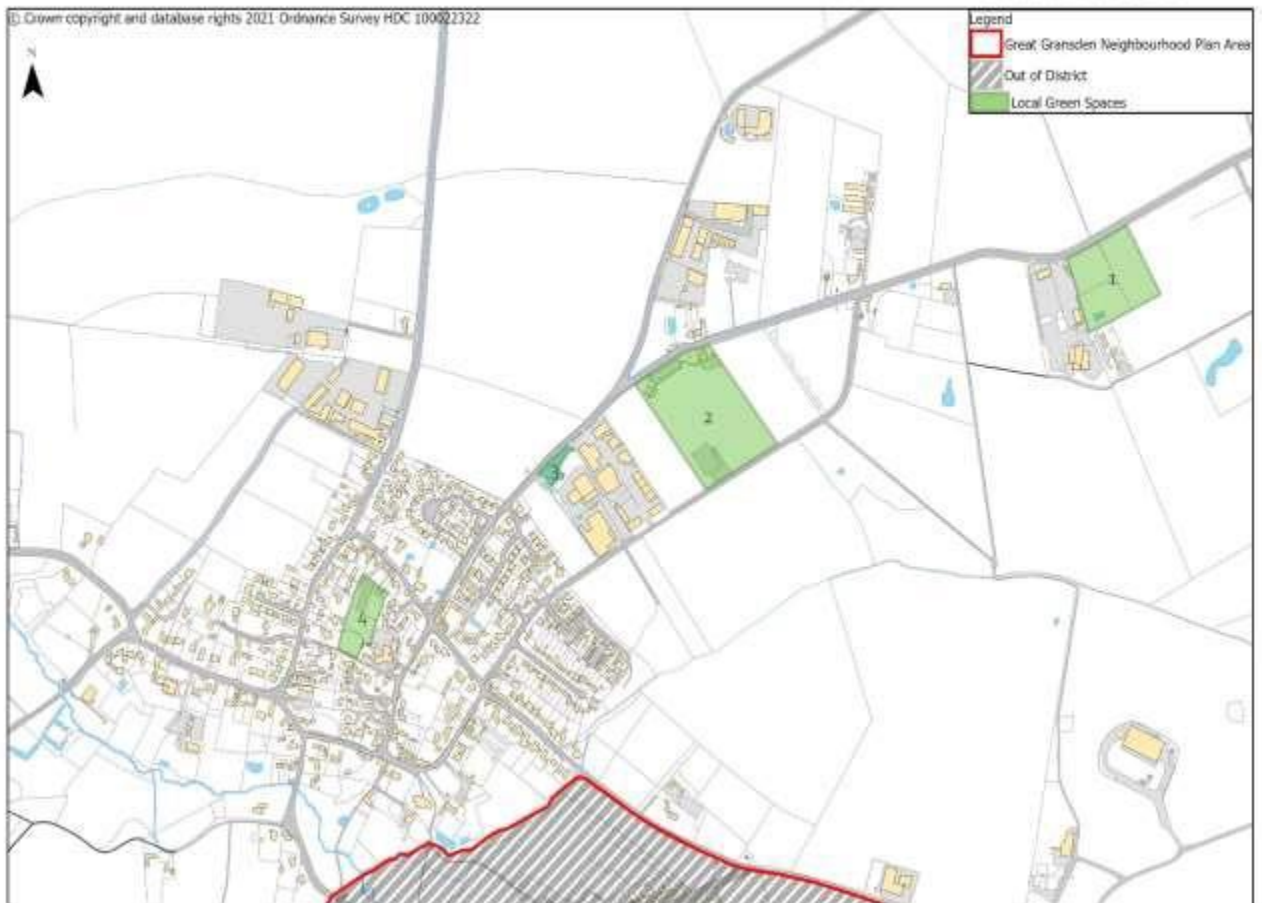 © Crown copyright and database rights 2021 Ordnance Survey HDC 100022322
N
Legend
Great Gransden Neighbourhood Plan Area
Out of District
Local Green Spaces
1
2
3
4